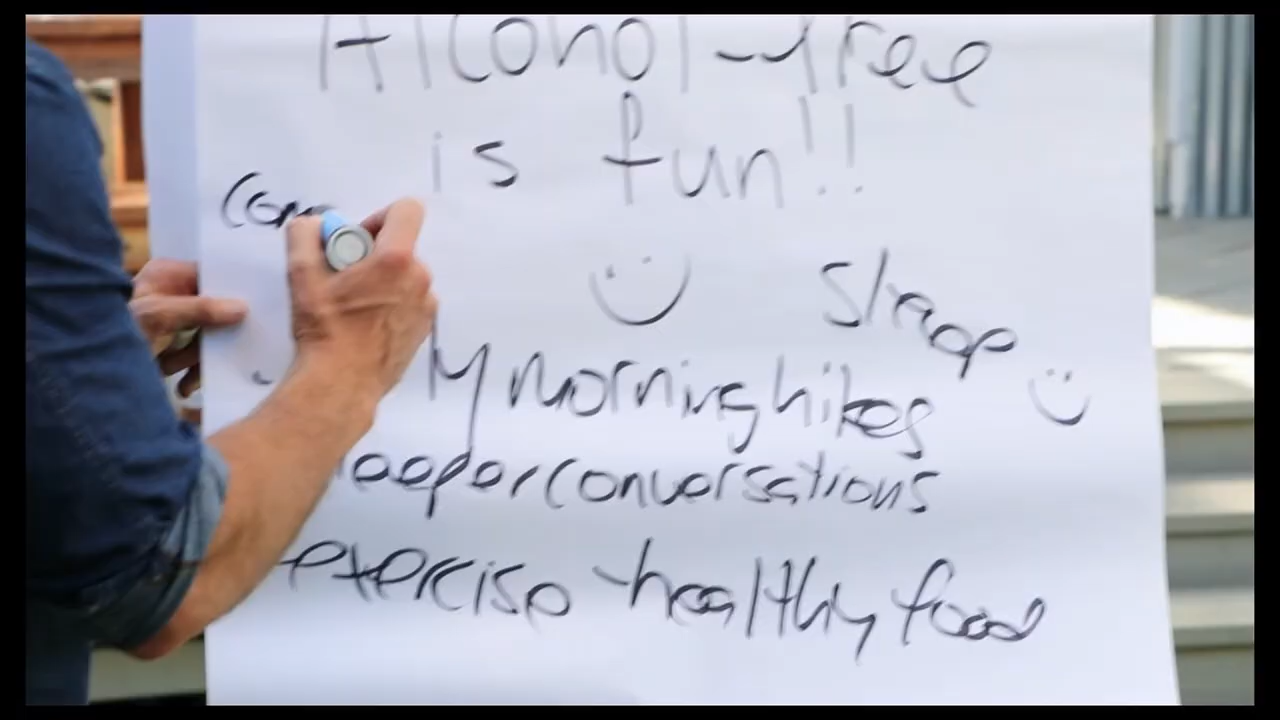 Alcohol-free
is fun!!
Sleep
morning hikes
deeper conversations
exercise healthy food